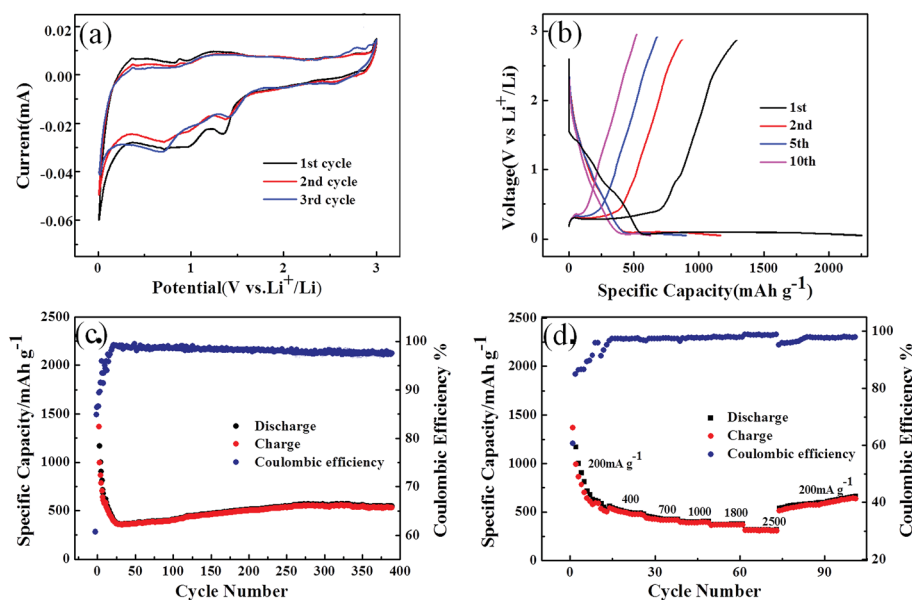 (a)
0.00
-0.02
-0.04
-0.06
Current(mA)
1st cycle
2nd cycle
3rd cycle
0
1
2
3
Potential(V vs.Li⁺/Li)
(b)
3
2
1
0
Voltage(V vs Li⁺/Li)
1st
2nd
5th
10th
0
500
1000
1500
2000
Specific Capacity(mAh g⁻¹)
(c)
2500
2000
1500
1000
500
0
Specific Capacity/mAh g⁻¹
Discharge
Charge
Coulombic efficiency
100
90
80
70
60
Coulombic Efficiency %
0
50
100
150
200
250
300
350
400
Cycle Number
(d)
2500
2000
1500
1000
500
0
Specific Capacity/mAh g⁻¹
Discharge
Charge
Coulombic efficiency
200mA g⁻¹
400
700
1000
1800
2500
200mA g⁻¹
100
80
60
40
20
Coulombic Efficiency %
0
30
60
90
Cycle Number